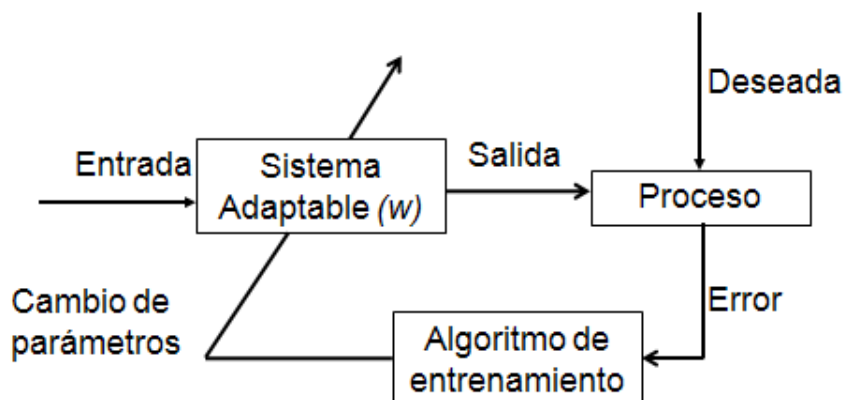 Deseada
Entrada
Sistema
Adaptable (w)
Salida
Proceso
Cambio de
parámetros
Algoritmo de
entrenamiento
Error